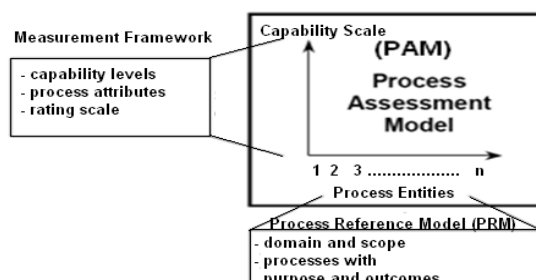 Measurement Framework
- capability levels
- process attributes
- rating scale
Capability Scale
(PAM)
Process
Assessment
Model
1 2 3 ................... n
Process Entities
Process Reference Model (PRM)
- domain and scope
- processes with
purpose and outcomes